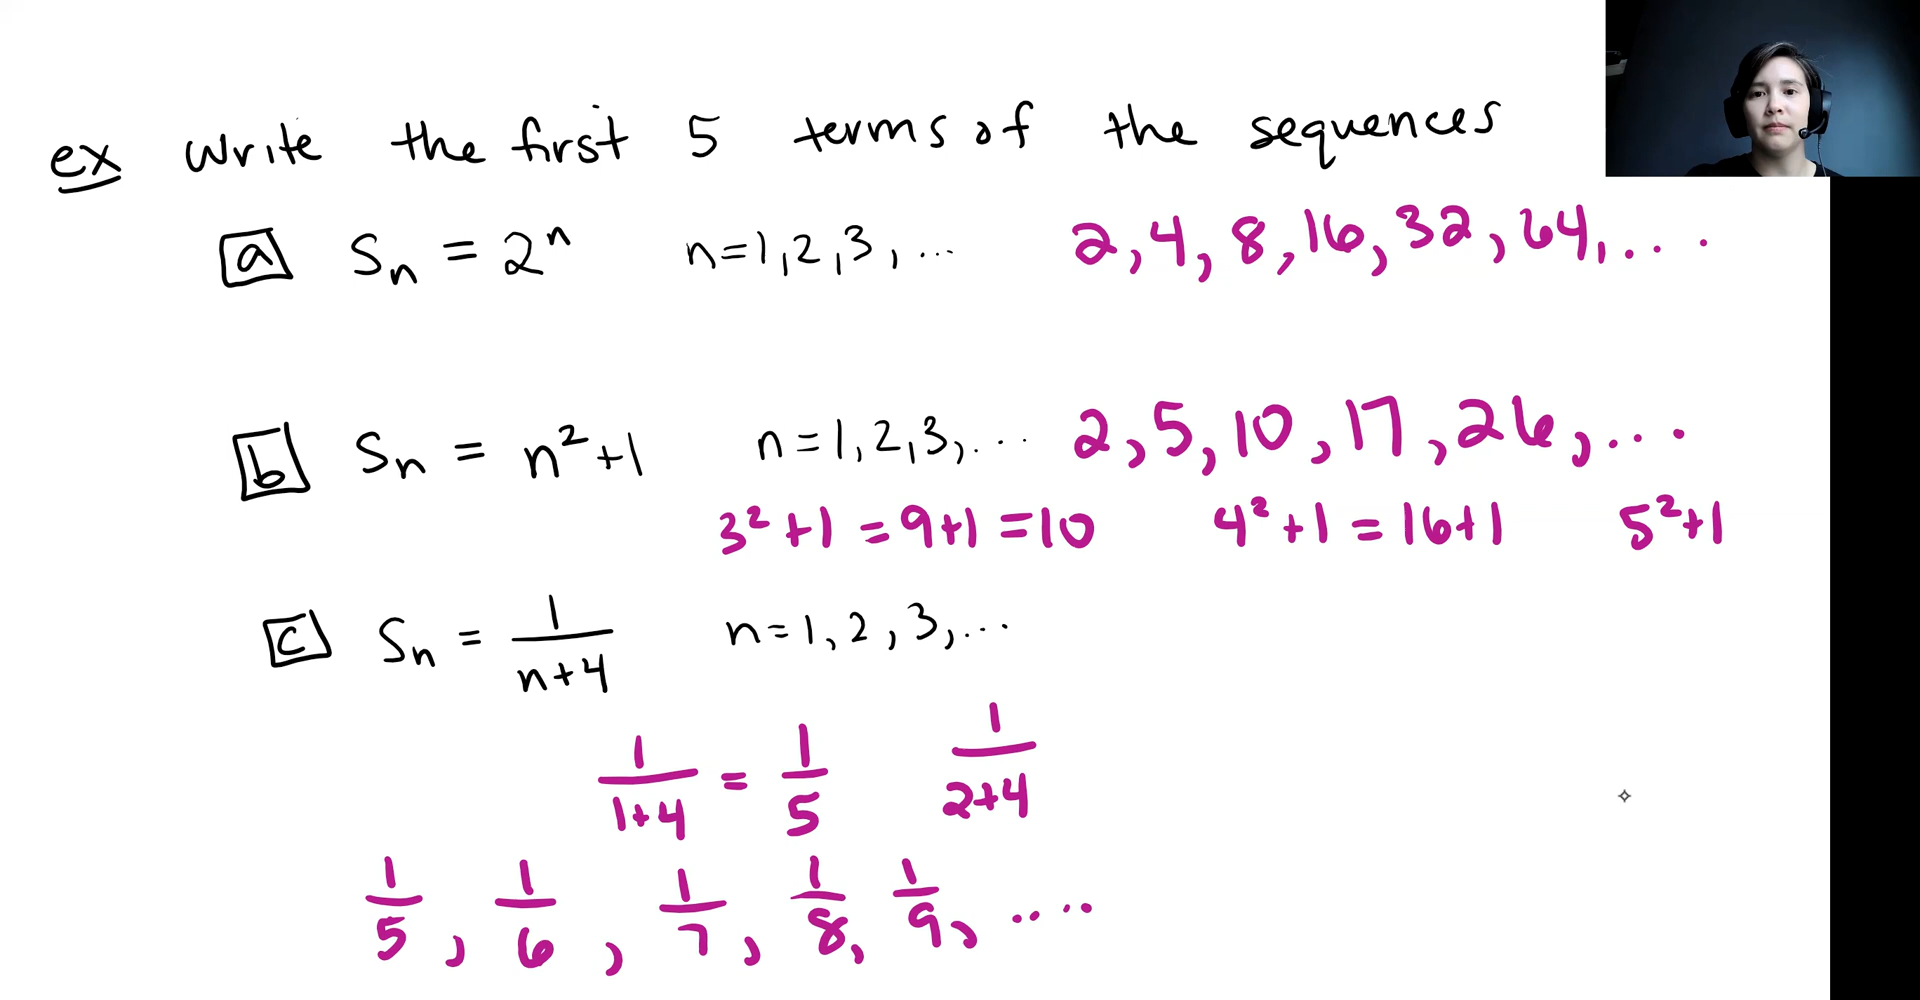 ex write the first 5 terms of the sequences
a Sn = 2ⁿ n=1,2,3,... 2,4,8,16,32,64,...
b Sn = n²+1 n=1,2,3,... 2,5,10,17,26,...
3²+1=9+1=10 4²+1=16+1 5²+1
c Sn = 1/(n+4) n=1,2,3,...
1/(1+4) = 1/5 1/(2+4)
1/5, 1/6, 1/7, 1/8, 1/9, ....